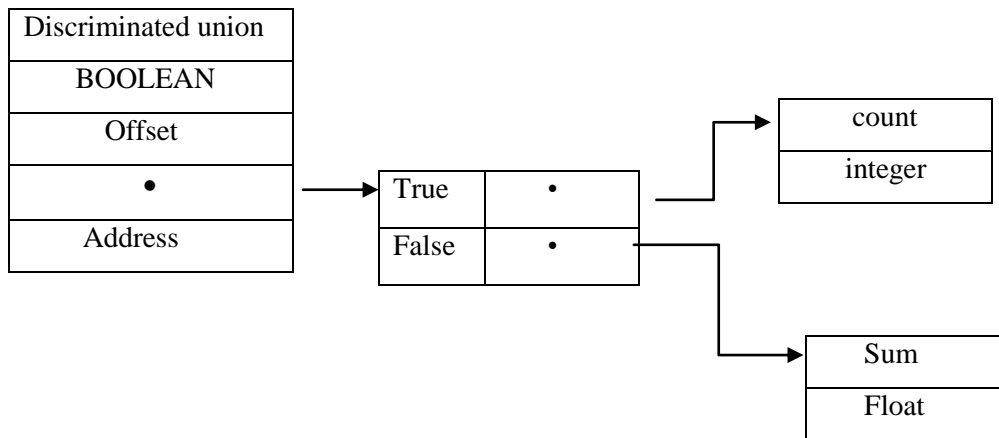 Discriminated union
BOOLEAN
Offset
•
Address
True •
False •
count
integer
Sum
Float